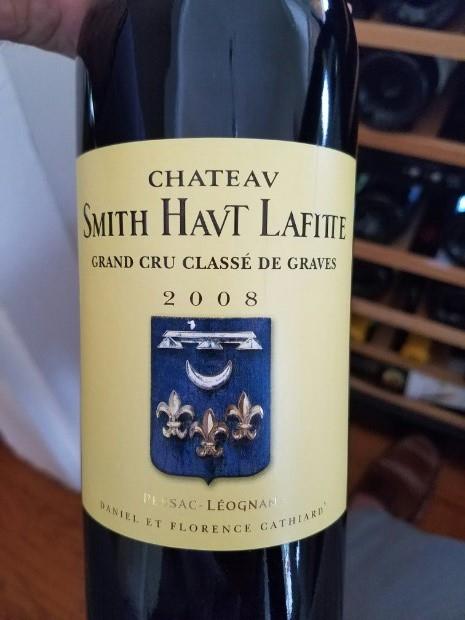 CHATEAV
SMITH HAVT LAFITTE
GRAND CRU CLASSÉ DE GRAVES
2008
PESSAC-LÉOGNAN
DANIEL ET FLORENCE CATHIARD